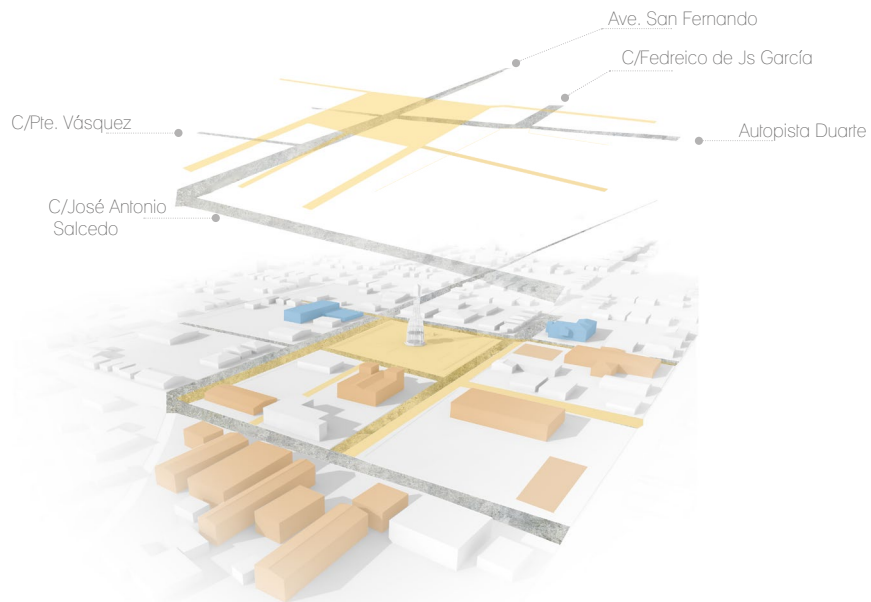 Ave. San Fernando
C/Fedreico de Js García
C/Pte. Vásquez
Autopista Duarte
C/José Antonio
Salcedo